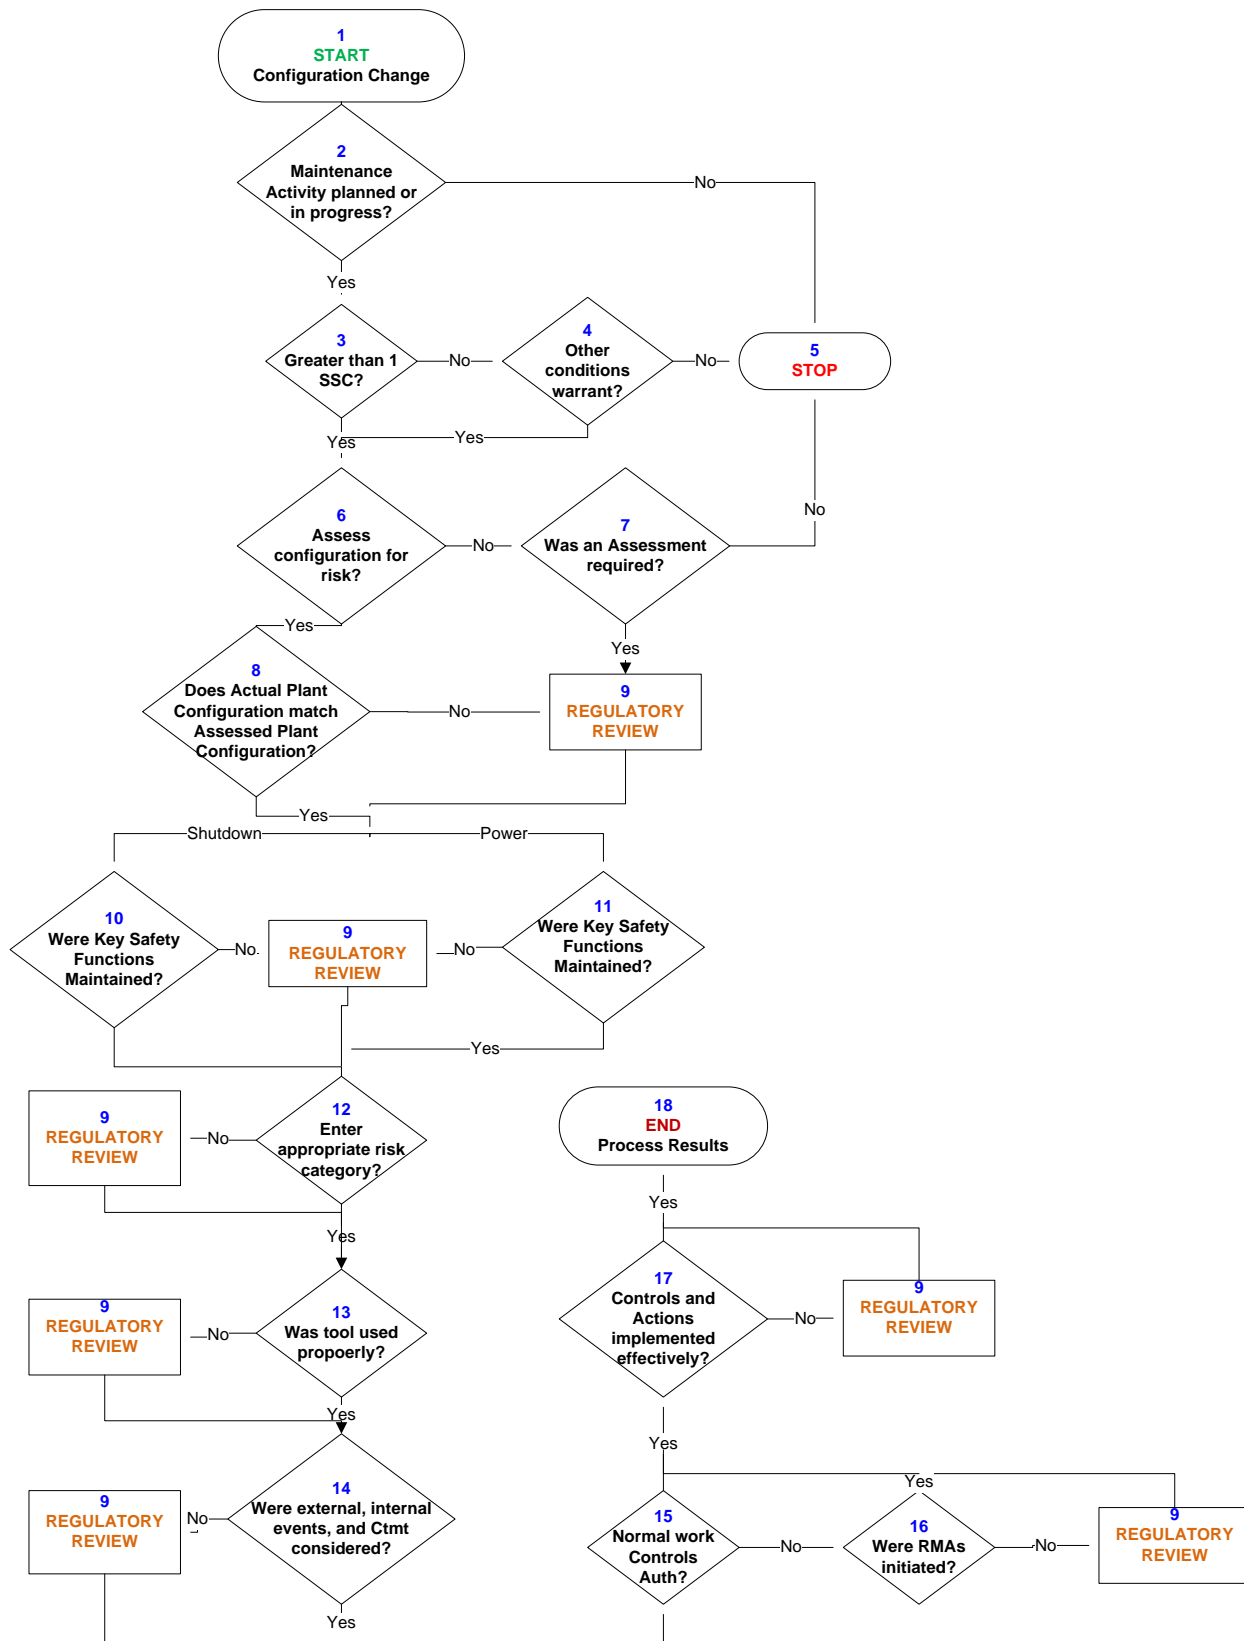 1
START
Configuration Change
2
Maintenance
Activity planned or
in progress?
No
Yes
3
Greater than 1
SSC?
No
4
Other
conditions
warrant?
No
5
STOP
Yes
Yes
6
Assess
configuration for
risk?
No
7
Was an Assessment
required?
No
Yes
Yes
8
Does Actual Plant
Configuration match
Assessed Plant
Configuration?
No
9
REGULATORY
REVIEW
Yes
Shutdown
Power
10
Were Key Safety
Functions
Maintained?
No
9
REGULATORY
REVIEW
No
11
Were Key Safety
Functions
Maintained?
Yes
9
REGULATORY
REVIEW
No
12
Enter
appropriate risk
category?
18
END
Process Results
Yes
Yes
9
REGULATORY
REVIEW
No
13
Was tool used
propoerly?
17
Controls and
Actions
implemented
effectively?
No
9
REGULATORY
REVIEW
Yes
Yes
9
REGULATORY
REVIEW
No
14
Were external, internal
events, and Ctmt
considered?
15
Normal work
Controls
Auth?
No
Yes
16
Were RMAs
initiated?
No
9
REGULATORY
REVIEW
Yes